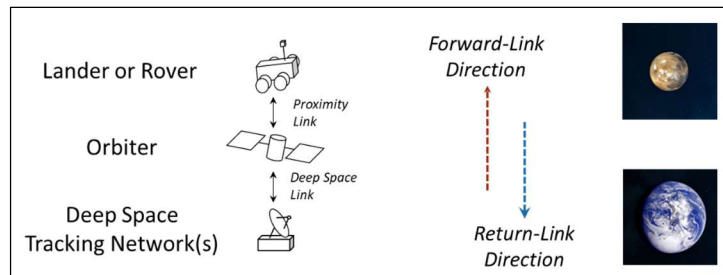 Lander or Rover
Proximity
Link
Orbiter
Deep Space
Link
Deep Space
Tracking Network(s)
Forward-Link
Direction
Return-Link
Direction